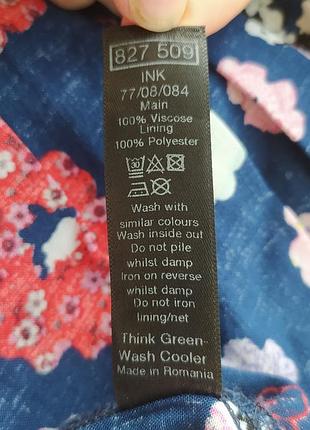 827 509
INK
77/08/084
Main
100% Viscose
Lining
100% Polyester
30
Wash with
similar colours
Wash inside out
Do not pile
whilst damp
Iron on reverse
whilst damp
Do not iron
lining/net
Think Green-
Wash Cooler
Made in Romania